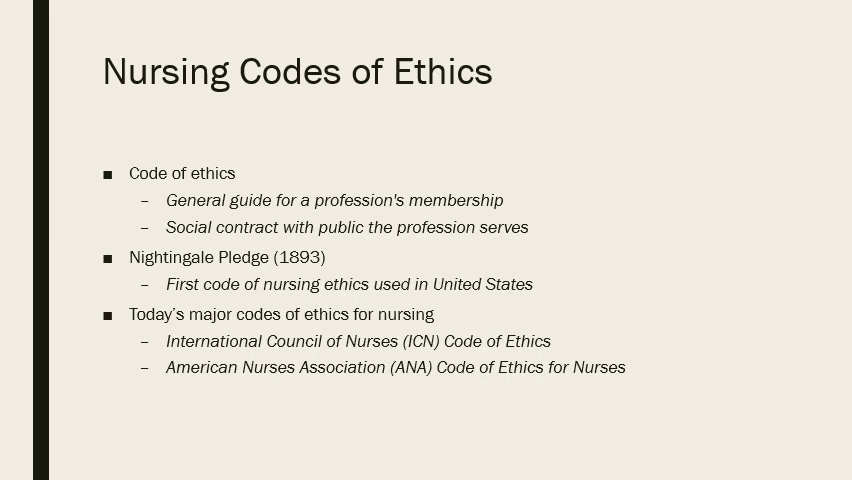 Nursing Codes of Ethics
■ Code of ethics
– General guide for a profession's membership
– Social contract with public the profession serves
■ Nightingale Pledge (1893)
– First code of nursing ethics used in United States
■ Today’s major codes of ethics for nursing
– International Council of Nurses (ICN) Code of Ethics
– American Nurses Association (ANA) Code of Ethics for Nurses